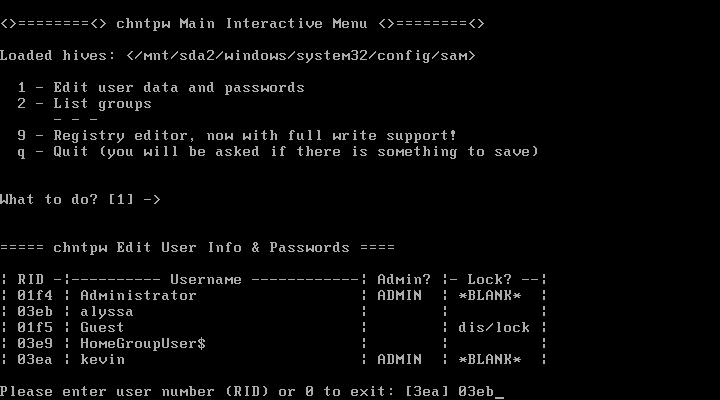 <>========<> chntpw Main Interactive Menu <>========<>
Loaded hives: </mnt/sda2/windows/system32/config/sam>
1 - Edit user data and passwords
2 - List groups
- - -
9 - Registry editor, now with full write support!
q - Quit (you will be asked if there is something to save)
What to do? [1] ->
===== chntpw Edit User Info & Passwords ====
¦ RID -¦---------- Username ------------¦ Admin? ¦- Lock? --¦
¦ 01f4 ¦ Administrator ¦ ADMIN ¦ *BLANK* ¦
¦ 03eb ¦ alyssa ¦ ¦ ¦
¦ 01f5 ¦ Guest ¦ ¦ dis/lock ¦
¦ 03e9 ¦ HomeGroupUser$ ¦ ¦ ¦
¦ 03ea ¦ kevin ¦ ADMIN ¦ *BLANK* ¦
Please enter user number (RID) or 0 to exit: [3ea] 03eb_